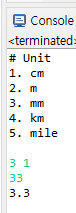 Console
<terminated>
# Unit
1. cm
2. m
3. mm
4. km
5. mile
3 1
33
3.3